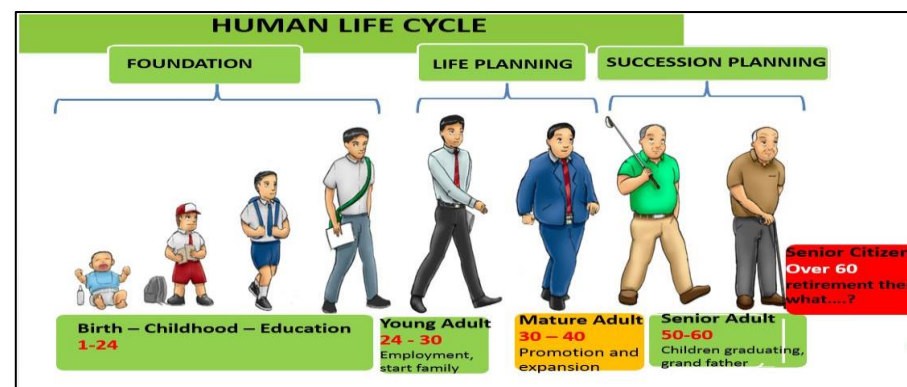 HUMAN LIFE CYCLE
FOUNDATION
LIFE PLANNING
SUCCESSION PLANNING
Birth – Childhood – Education
1-24
Young Adult
24 - 30
Employment,
start family
Mature Adult
30 – 40
Promotion and
expansion
Senior Adult
50-60
Children graduating,
grand father
Senior Citizen
Over 60
retirement the
what....?